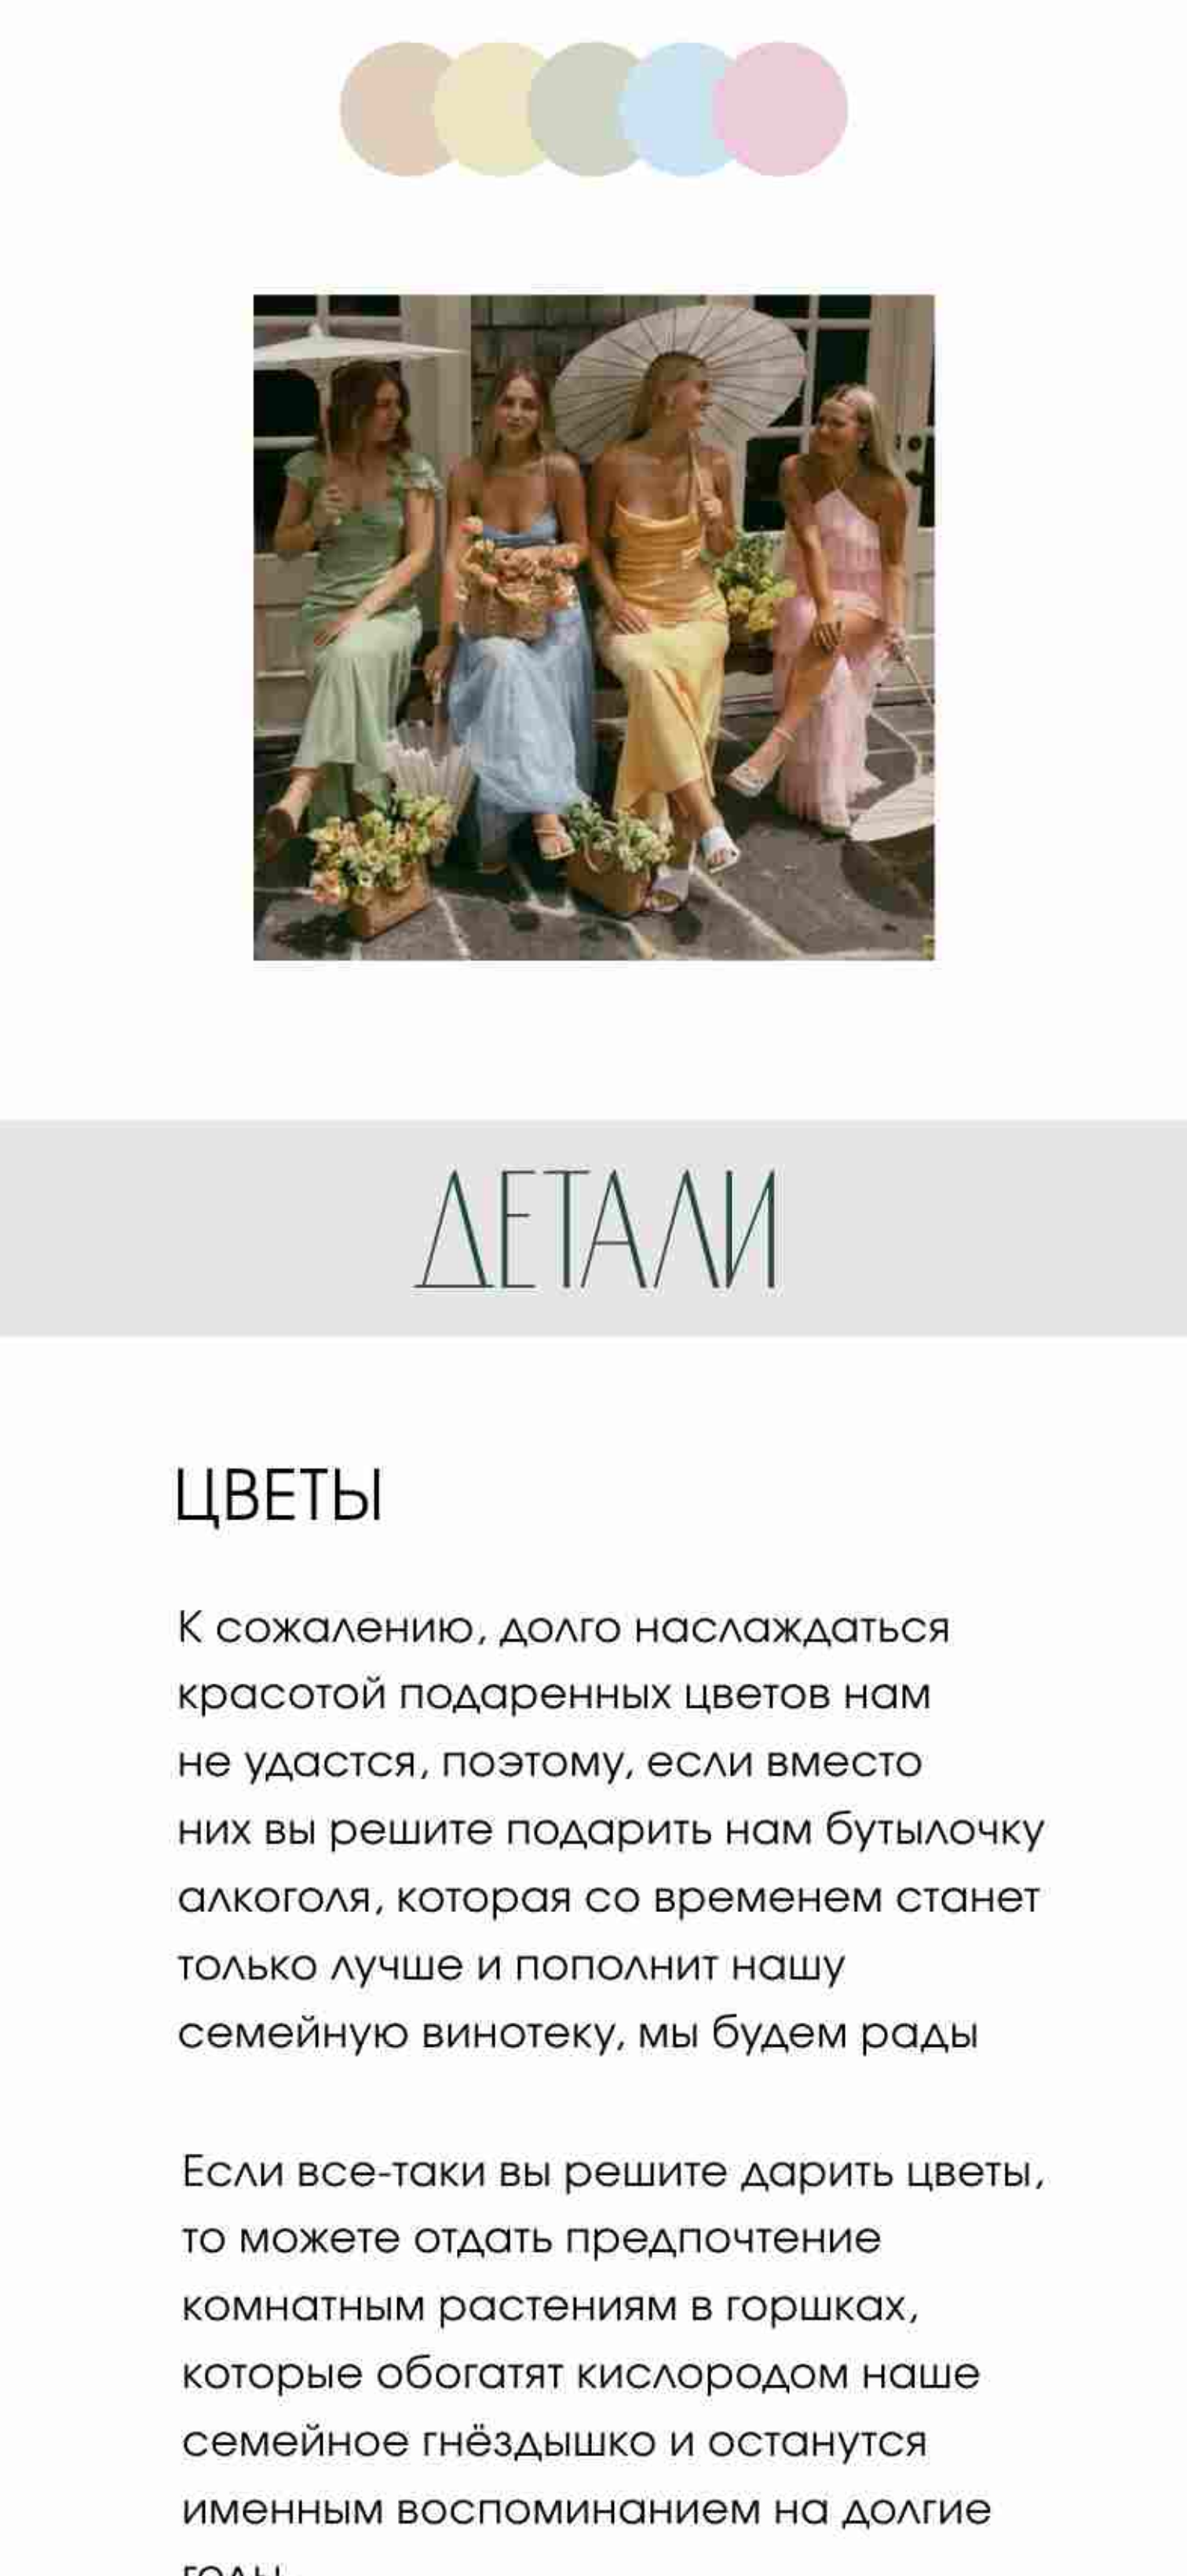 ДЕТАЛИ
ЦВЕТЫ
К сожалению, долго наслаждаться
красотой подаренных цветов нам
не удастся, поэтому, если вместо
них вы решите подарить нам бутылочку
алкоголя, которая со временем станет
только лучше и пополнит нашу
семейную винотеку, мы будем рады
Если все-таки вы решите дарить цветы,
то можете отдать предпочтение
комнатным растениям в горшках,
которые обогатят кислородом наше
семейное гнёздышко и останутся
именным воспоминанием на долгие
годы.